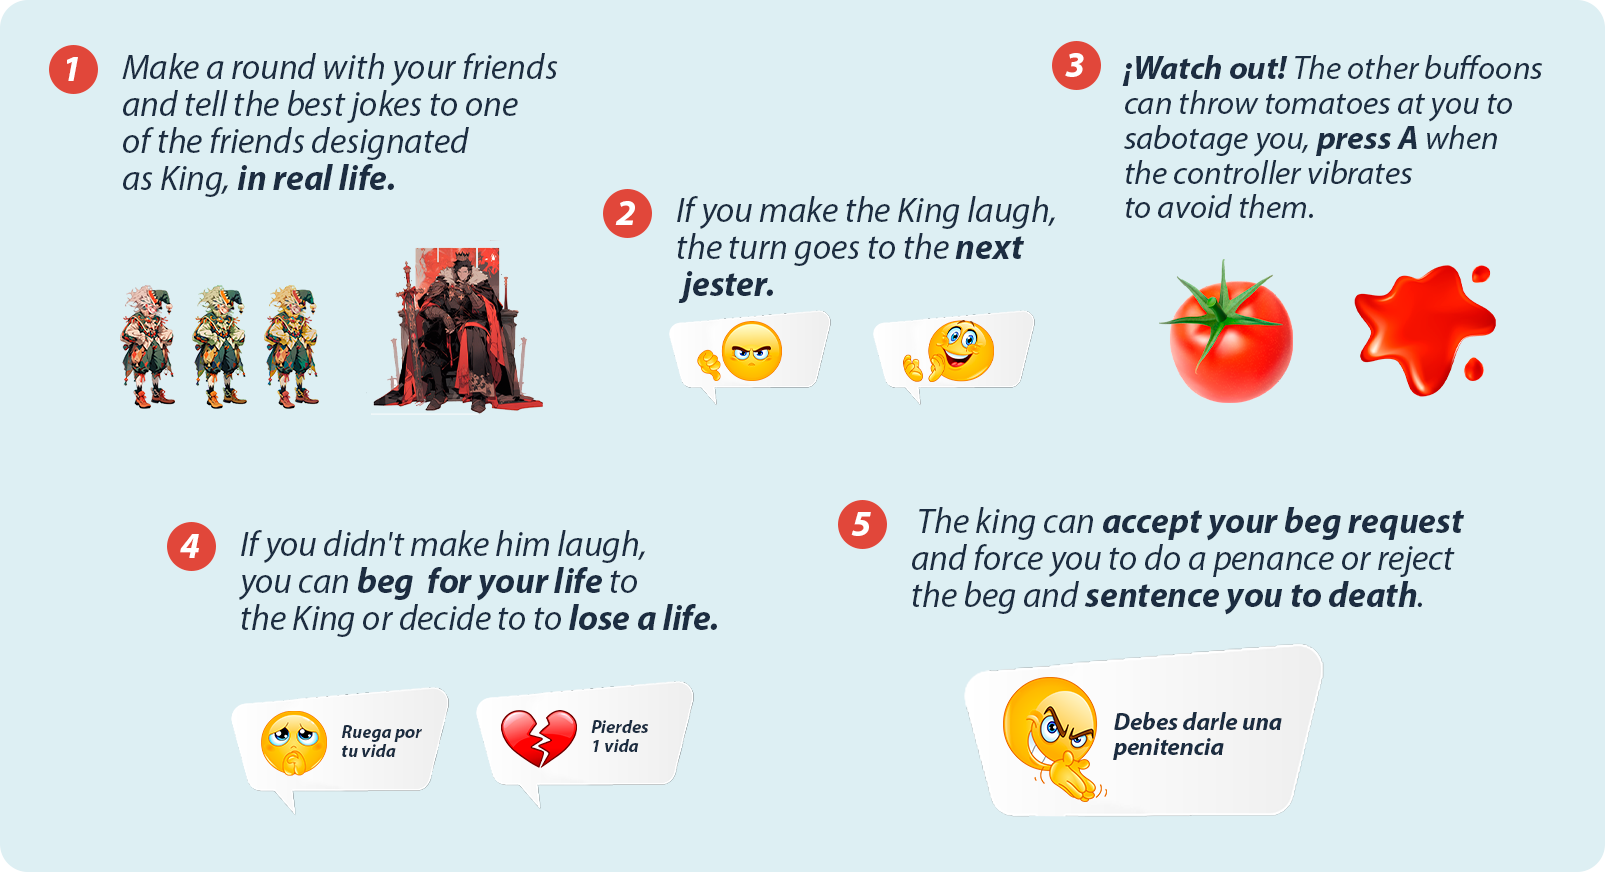 1
Make a round with your friends
and tell the best jokes to one
of the friends designated
as King, in real life.
2
If you make the King laugh,
the turn goes to the next
jester.
3
¡Watch out! The other buffoons
can throw tomatoes at you to
sabotage you, press A when
the controller vibrates
to avoid them.
4
If you didn't make him laugh,
you can beg for your life to
the King or decide to to lose a life.
Ruega por
tu vida
Pierdes
1 vida
5
The king can accept your beg request
and force you to do a penance or reject
the beg and sentence you to death.
Debes darle una
penitencia